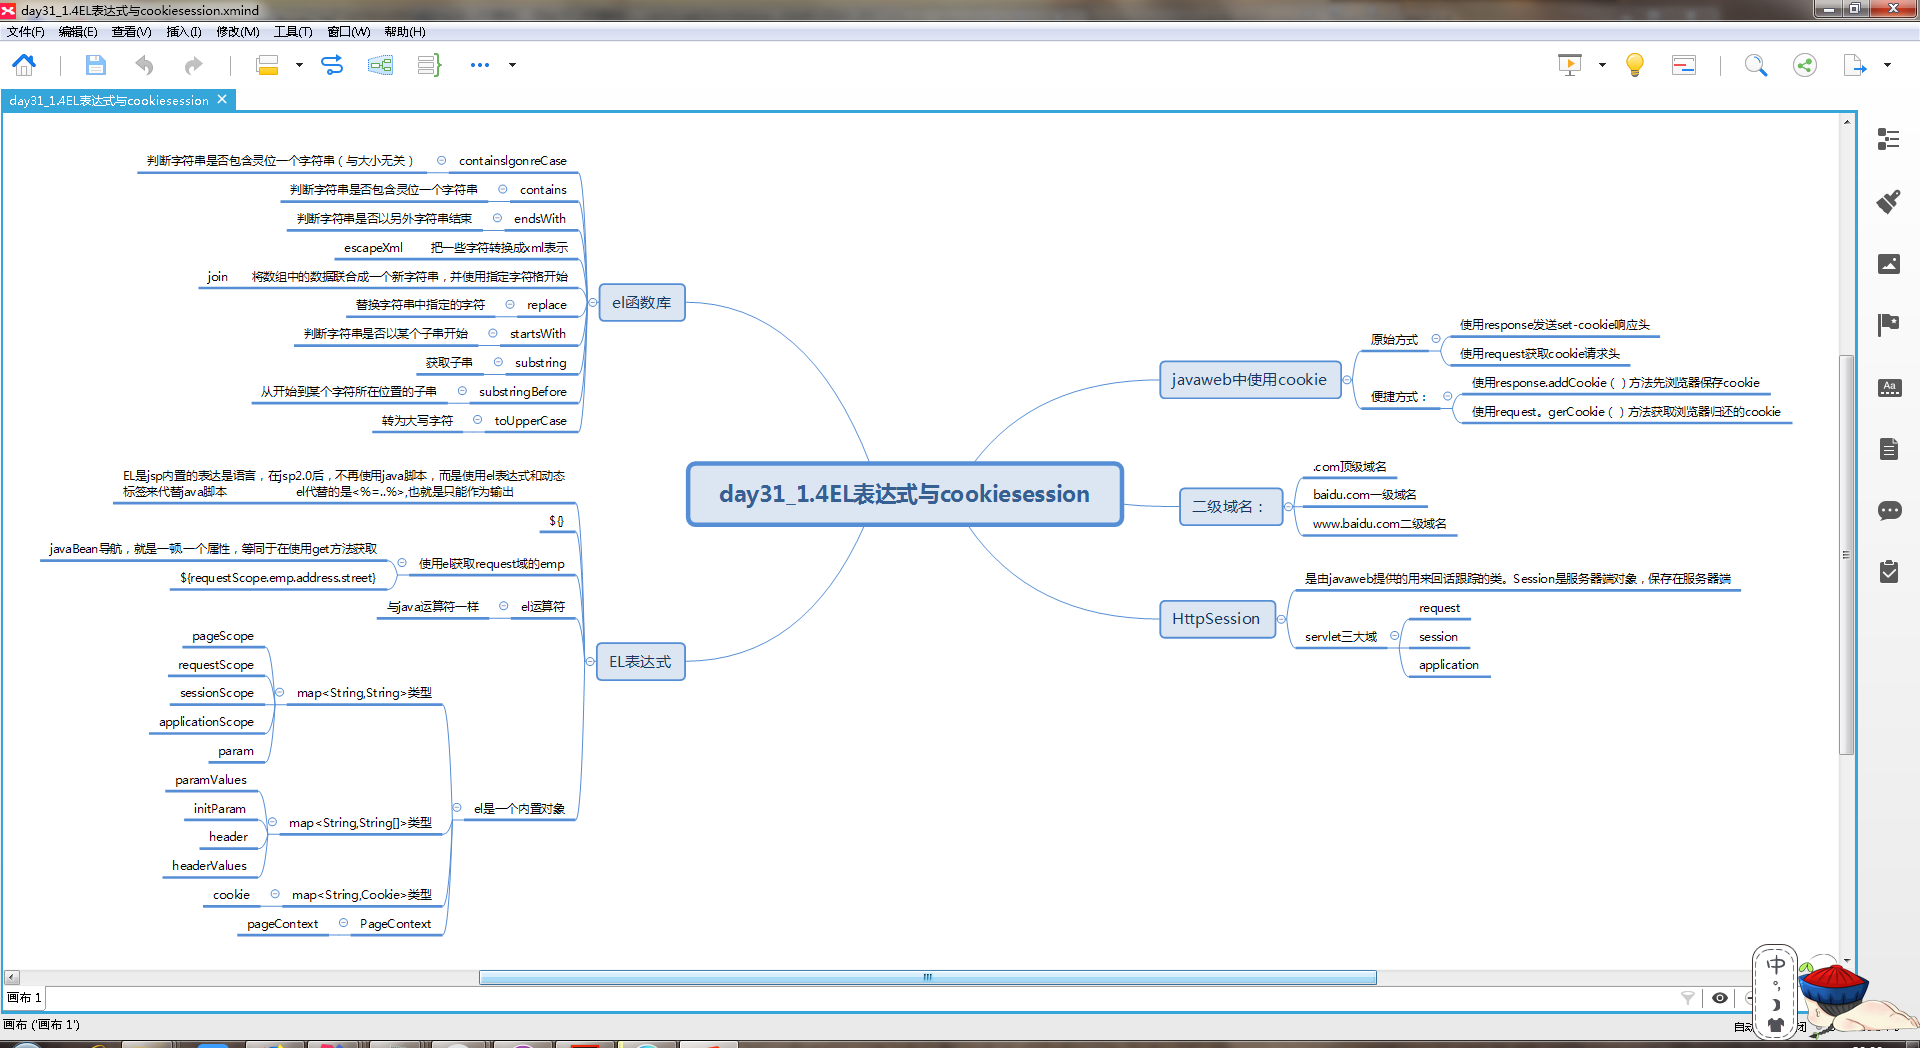 day31_1.4EL表达式与cookiesession.xmind
文件(F) 编辑(E) 查看(V) 插入(I) 修改(M) 工具(T) 窗口(W) 帮助(H)
day31_1.4EL表达式与cookiesession
判断字符串是否包含灵位一个字符串（与大小无关） containsIgonreCase
判断字符串是否包含灵位一个字符串 contains
判断字符串是否以另外字符串结束 endsWith
escapeXml 把一些字符转换成xml表示
join 将数组中的数据联合成一个新字符串，并使用指定字符格开始
替换字符串中指定的字符 replace
判断字符串是否以某个子串开始 startsWith
获取子串 substring
从开始到某个字符所在位置的子串 substringBefore
转为大写字符 toUpperCase
el函数库
EL是jsp内置的表达是语言，在jsp2.0后，不再使用java脚本，而是使用el表达式和动态
标签来代替java脚本 el代替的是<%=..%>,也就是只能作为输出
${}
javaBean导航，就是一顿.一个属性，等同于在使用get方法获取
${requestScope.emp.address.street}
使用el获取request域的emp
与java运算符一样 el运算符
EL表达式
pageScope
requestScope
sessionScope
applicationScope
param
map<String,String>类型
paramValues
initParam
header
headerValues
map<String,String[]>类型
el是一个内置对象
cookie map<String,Cookie>类型
pageContext PageContext
day31_1.4EL表达式与cookiesession
javaweb中使用cookie
原始方式
使用response发送set-cookie响应头
使用request获取cookie请求头
便捷方式：
使用response.addCookie（）方法先浏览器保存cookie
使用request。gerCookie（）方法获取浏览器归还的cookie
二级域名：
.com顶级域名
baidu.com一级域名
www.baidu.com二级域名
HttpSession
是由javaweb提供的用来回话跟踪的类。Session是服务器端对象，保存在服务器端
servlet三大域
request
session
application
画布 1
画布 ('画布 1')
中